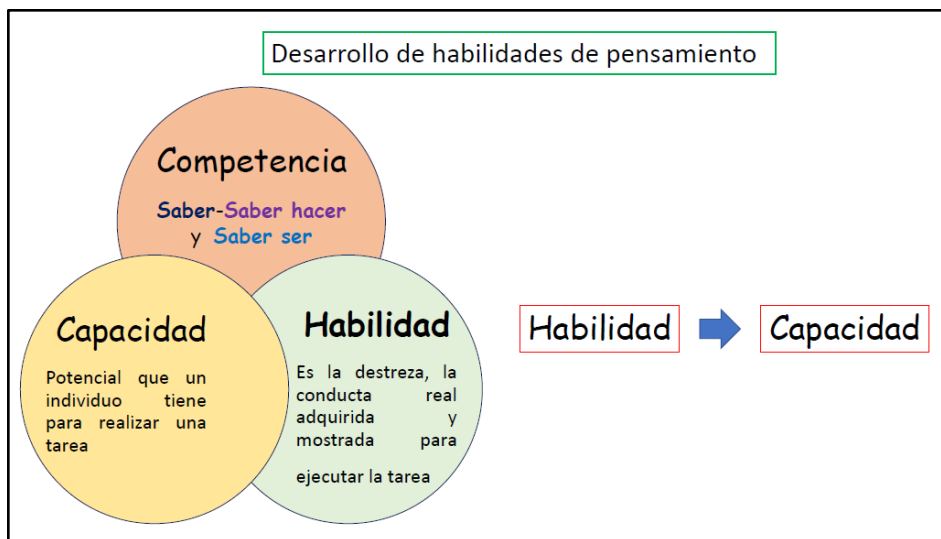 Desarrollo de habilidades de pensamiento
Competencia
Saber-Saber hacer
y Saber ser
Capacidad
Potencial que un
individuo tiene
para realizar una
tarea
Habilidad
Es la destreza, la
conducta real
adquirida y
mostrada para
ejecutar la tarea
Habilidad
Capacidad